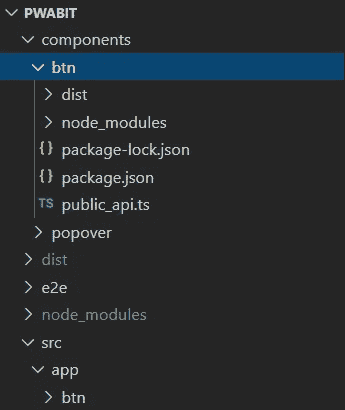 PWABIT
components
btn
dist
node_modules
{} package-lock.json
{} package.json
TS public_api.ts
popover
dist
e2e
node_modules
src
app
btn